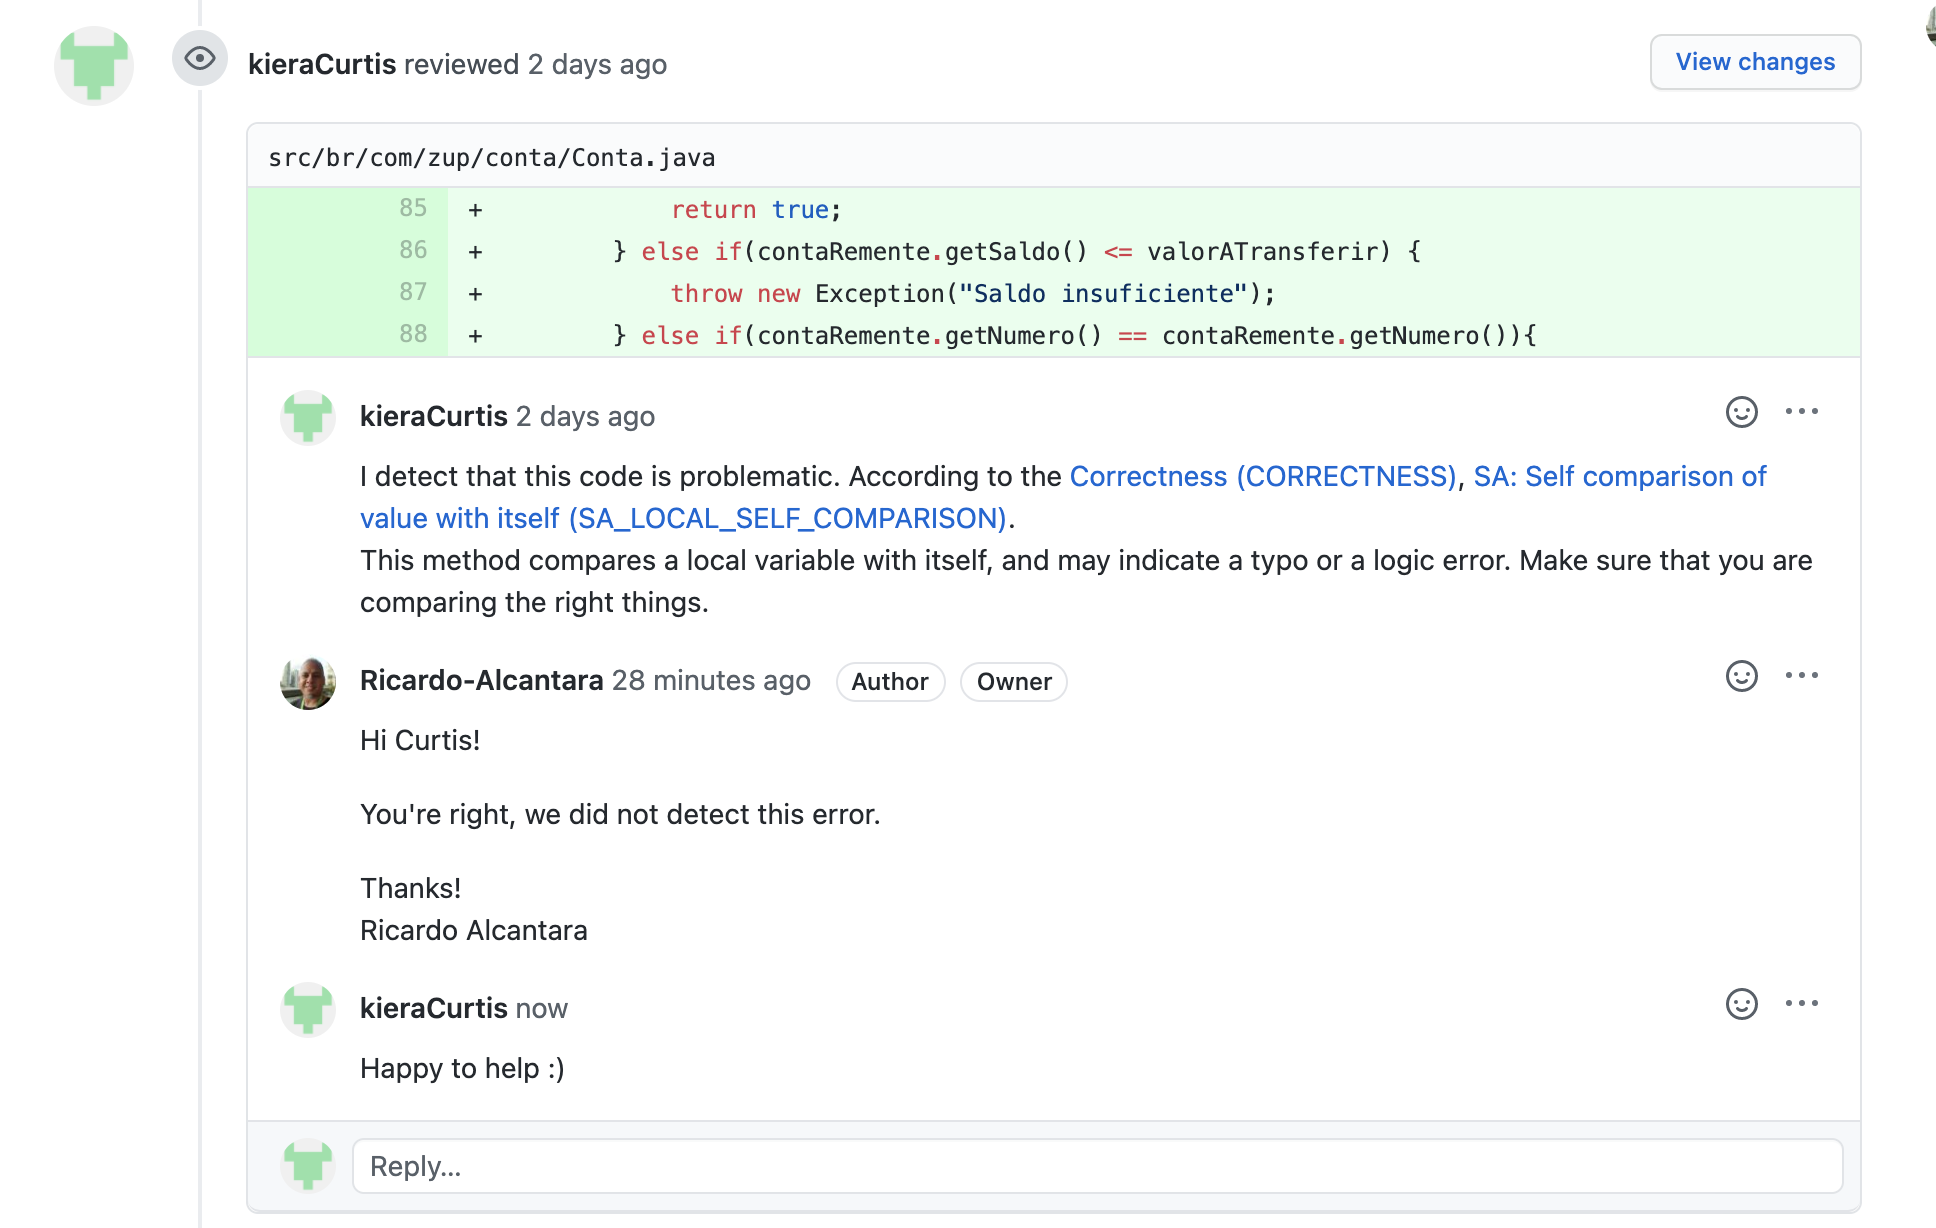 kieraCurtis reviewed 2 days ago
View changes
src/br/com/zup/conta/Conta.java
85 + return true;
86 + } else if(contaRemente.getSaldo() <= valorATransferir) {
87 + throw new Exception("Saldo insuficiente");
88 + } else if(contaRemente.getNumero() == contaRemente.getNumero()){
kieraCurtis 2 days ago
I detect that this code is problematic. According to the Correctness (CORRECTNESS), SA: Self comparison of
value with itself (SA_LOCAL_SELF_COMPARISON).
This method compares a local variable with itself, and may indicate a typo or a logic error. Make sure that you are
comparing the right things.
Ricardo-Alcantara 28 minutes ago Author Owner
Hi Curtis!
You're right, we did not detect this error.
Thanks!
Ricardo Alcantara
kieraCurtis now
Happy to help :)
Reply...